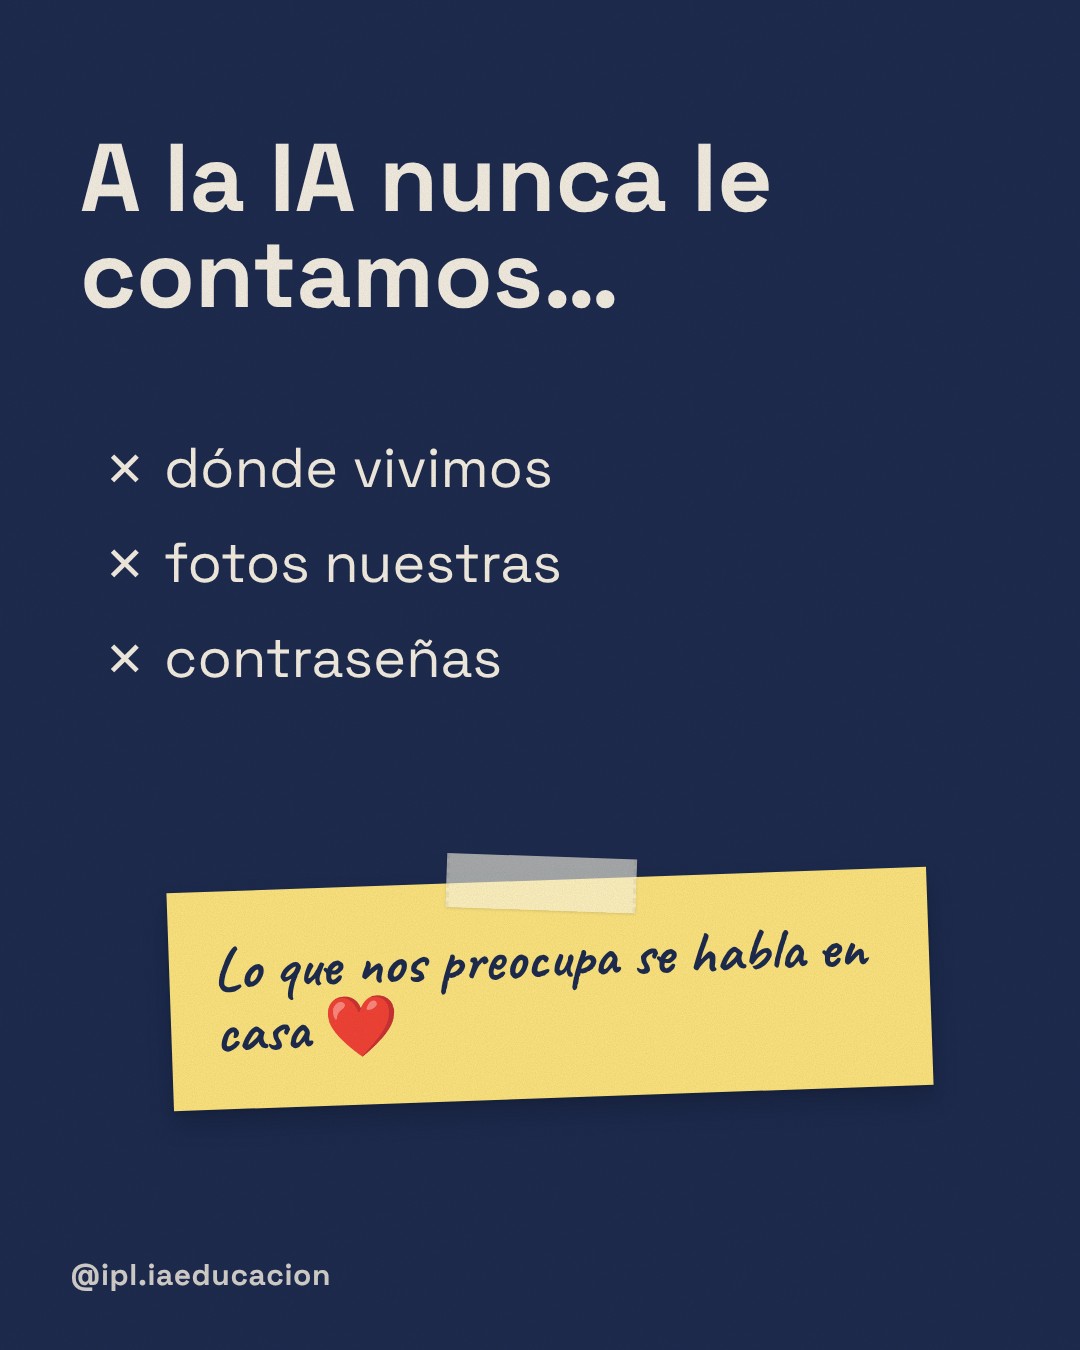 A la IA nunca le
contamos...
× dónde vivimos
× fotos nuestras
× contraseñas
Lo que nos preocupa se habla en
casa ❤️
@ipl.iaeducacion